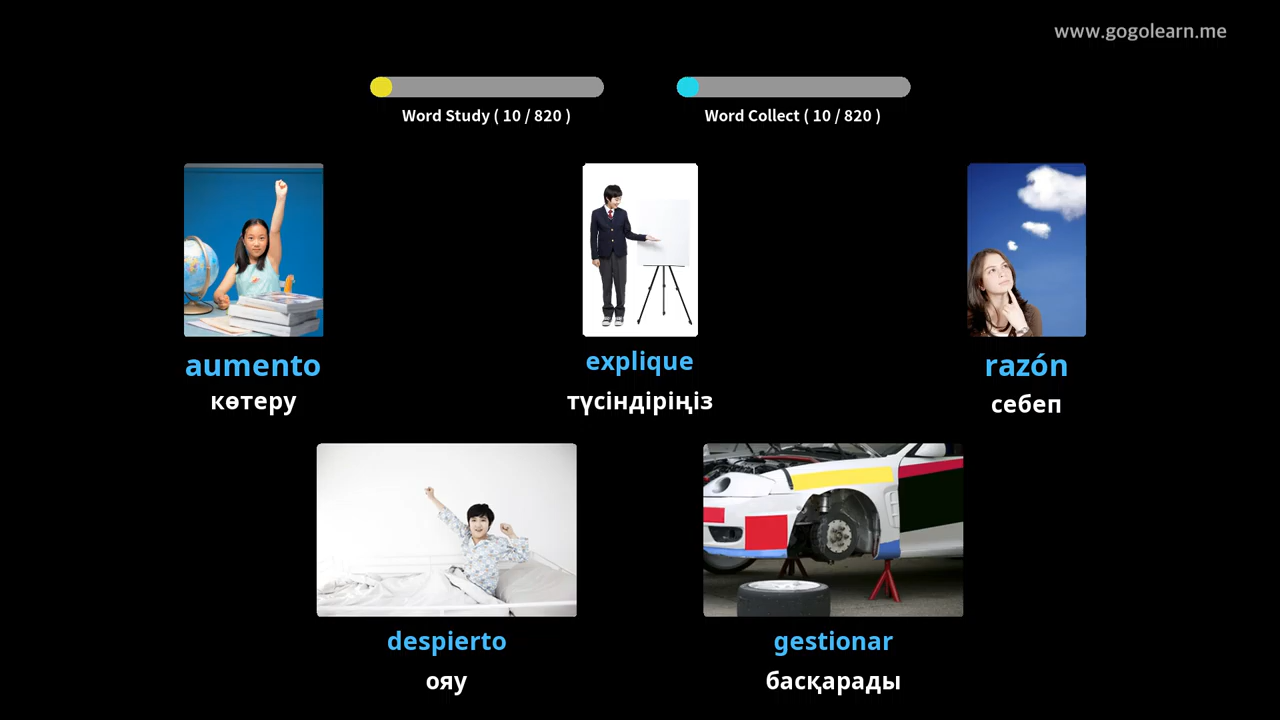 www.gogolearn.me
Word Study ( 10 / 820 )
Word Collect ( 10 / 820 )
aumento
көтеру
explique
түсіндіріңіз
razón
себеп
despierto
ояу
gestionar
басқарады